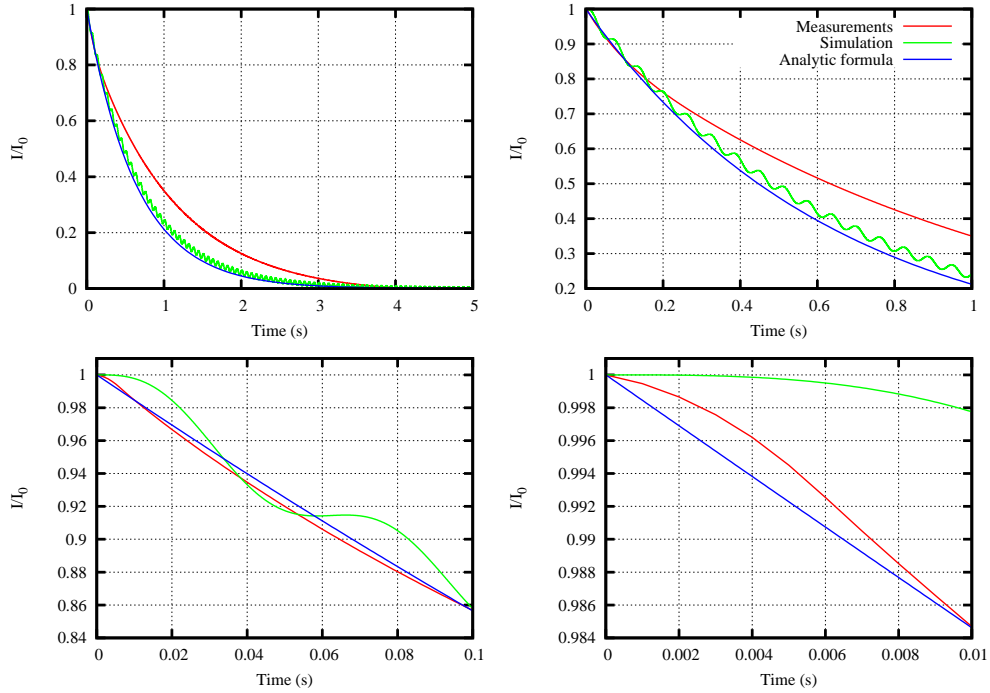 1
0.8
0.6
0.4
0.2
0
I/I0
0 1 2 3 4 5
Time (s)
1
0.9
0.8
0.7
0.6
0.5
0.4
0.3
0.2
I/I0
0 0.2 0.4 0.6 0.8 1
Time (s)
Measurements
Simulation
Analytic formula
1
0.98
0.96
0.94
0.92
0.9
0.88
0.86
0.84
I/I0
0 0.02 0.04 0.06 0.08 0.1
Time (s)
1
0.998
0.996
0.994
0.992
0.99
0.988
0.986
0.984
I/I0
0 0.002 0.004 0.006 0.008 0.01
Time (s)